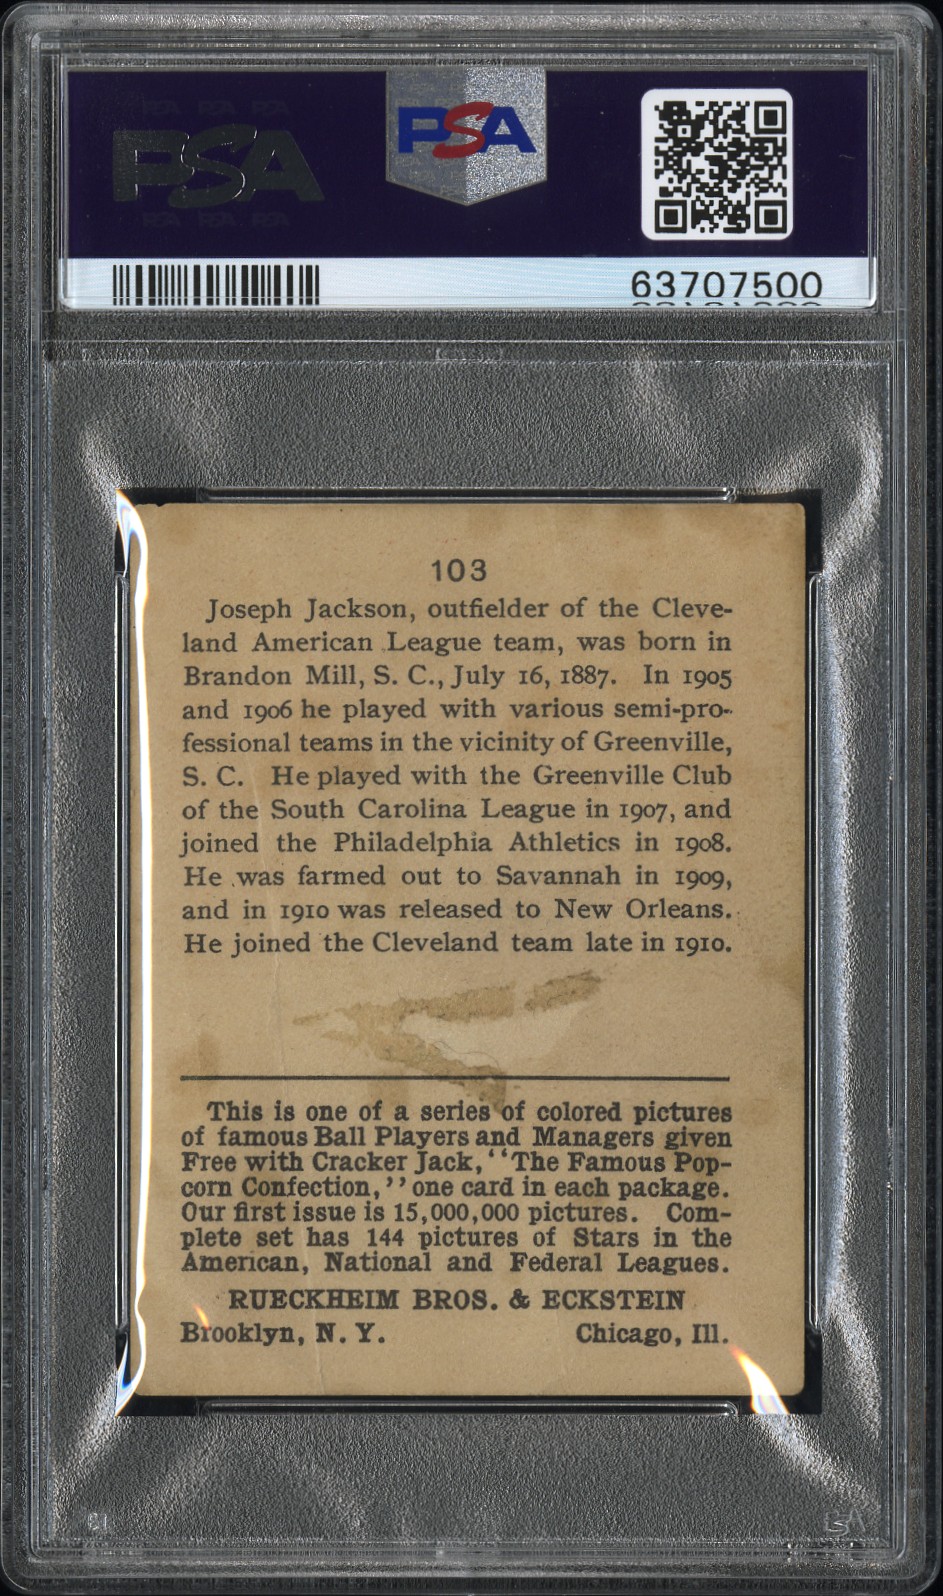 PSA
PSA
63707500
103
Joseph Jackson, outfielder of the Cleve-
land American League team, was born in
Brandon Mill, S. C., July 16, 1887. In 1905
and 1906 he played with various semi-pro-
fessional teams in the vicinity of Greenville,
S. C. He played with the Greenville Club
of the South Carolina League in 1907, and
joined the Philadelphia Athletics in 1908.
He was farmed out to Savannah in 1909,
and in 1910 was released to New Orleans.
He joined the Cleveland team late in 1910.
This is one of a series of colored pictures
of famous Ball Players and Managers given
Free with Cracker Jack, "The Famous Pop-
corn Confection," one card in each package.
Our first issue is 15,000,000 pictures. Com-
plete set has 144 pictures of Stars in the
American, National and Federal Leagues.
RUECKHEIM BROS. & ECKSTEIN
Brooklyn, N. Y. Chicago, Ill.